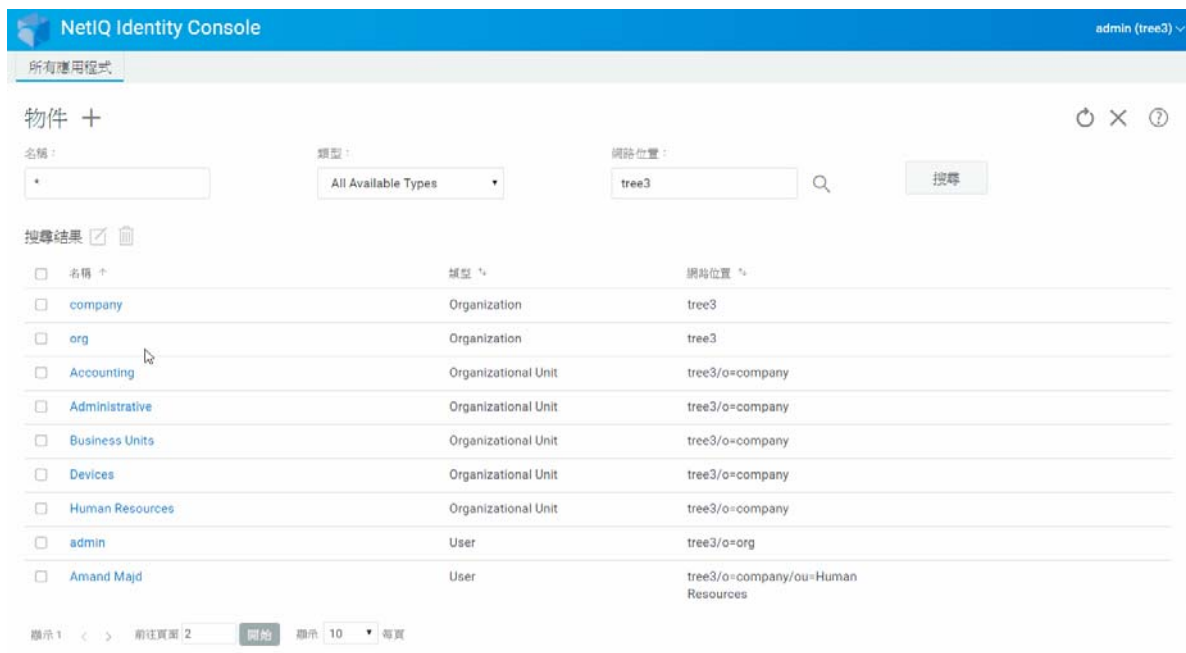 NetIQ Identity Console
admin (tree3)
所有應用程式
物件 +
名稱： 類型： 網路位置：
* All Available Types tree3 搜尋
搜尋結果
名稱 類型 網路位置
company Organization tree3
org Organization tree3
Accounting Organizational Unit tree3/o=company
Administrative Organizational Unit tree3/o=company
Business Units Organizational Unit tree3/o=company
Devices Organizational Unit tree3/o=company
Human Resources Organizational Unit tree3/o=company
admin User tree3/o=org
Amand Majd User tree3/o=company/ou=Human
Resources
顯示 1 < > 前往頁面 2 開始 顯示 10 每頁